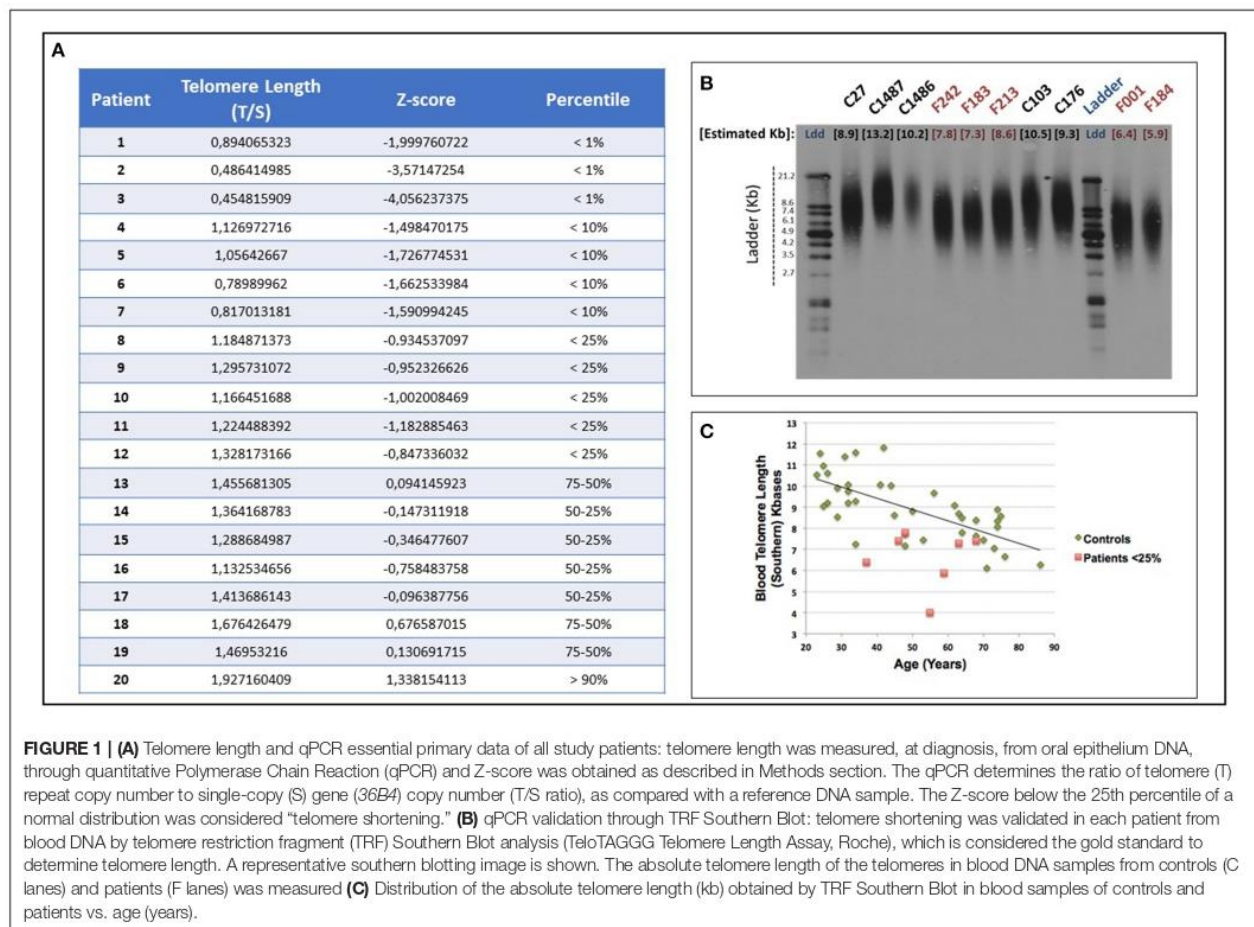 A
Patient Telomere Length (T/S) Z-score Percentile
1 0,894065323 -1,999760722 < 1%
2 0,486414985 -3,57147254 < 1%
3 0,454815909 -4,056237375 < 1%
4 1,126972716 -1,498470175 < 10%
5 1,05642667 -1,726774531 < 10%
6 0,78989962 -1,662533984 < 10%
7 0,817013181 -1,590994245 < 10%
8 1,184871373 -0,934537097 < 25%
9 1,295731072 -0,952326626 < 25%
10 1,166451688 -1,002008469 < 25%
11 1,224488392 -1,182885463 < 25%
12 1,328173166 -0,847336032 < 25%
13 1,455681305 0,094145923 75-50%
14 1,364168783 -0,147311918 50-25%
15 1,288684987 -0,346477607 50-25%
16 1,132534656 -0,758483758 50-25%
17 1,413686143 -0,096387756 50-25%
18 1,676426479 0,676587015 75-50%
19 1,46953216 0,130691715 75-50%
20 1,927160409 1,338154113 > 90%
B
C27 C1487 C1486 F242 F183 F213 C103 C176 Ladder F001 F184
[Estimated Kb]: Ldd [8.9] [13.2] [10.2] [7.8] [7.3] [8.6] [10.5] [9.3] Ldd [6.4] [5.9]
Ladder (Kb)
21.2
8.6
7.4
6.1
4.9
4.2
3.5
2.7
C
Blood Telomere Length
(Southern) Kbases
13
12
11
10
9
8
7
6
5
4
3
20 30 40 50 60 70 80 90
Age (Years)
Controls
Patients <25%
FIGURE 1 | (A) Telomere length and qPCR essential primary data of all study patients: telomere length was measured, at diagnosis, from oral epithelium DNA,
through quantitative Polymerase Chain Reaction (qPCR) and Z-score was obtained as described in Methods section. The qPCR determines the ratio of telomere (T)
repeat copy number to single-copy (S) gene (36B4) copy number (T/S ratio), as compared with a reference DNA sample. The Z-score below the 25th percentile of a
normal distribution was considered “telomere shortening.” (B) qPCR validation through TRF Southern Blot: telomere shortening was validated in each patient from
blood DNA by telomere restriction fragment (TRF) Southern Blot analysis (TeloTAGGG Telomere Length Assay, Roche), which is considered the gold standard to
determine telomere length. A representative southern blotting image is shown. The absolute telomere length of the telomeres in blood DNA samples from controls (C
lanes) and patients (F lanes) was measured (C) Distribution of the absolute telomere length (kb) obtained by TRF Southern Blot in blood samples of controls and
patients vs. age (years).